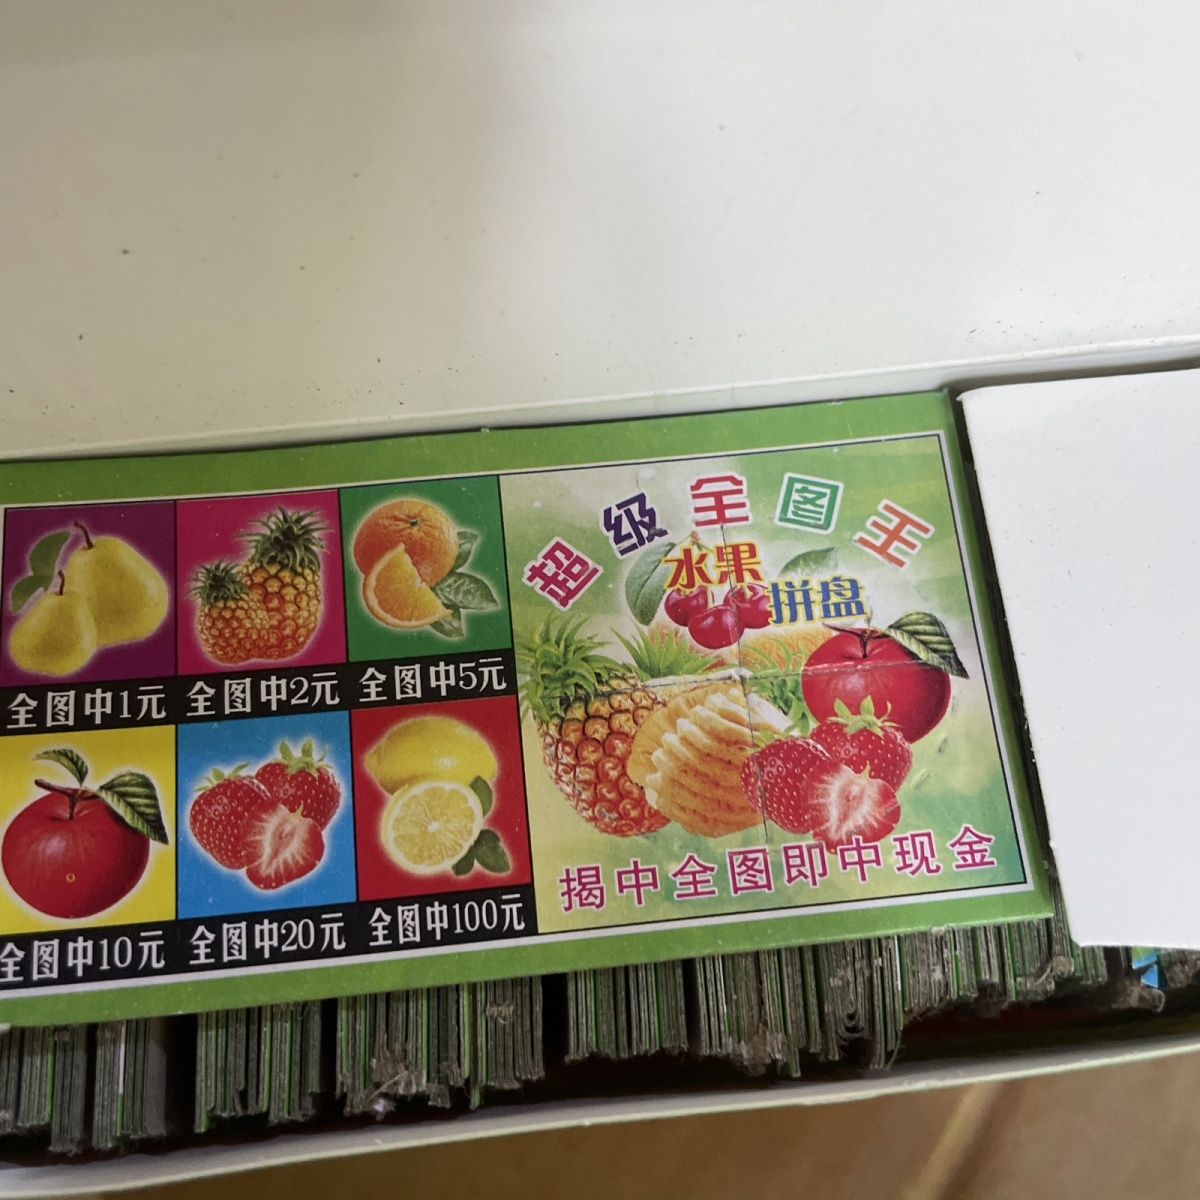 超级全图王
水果
拼盘
全图中1元 全图中2元 全图中5元
全图中10元 全图中20元 全图中100元
揭中全图即中现金